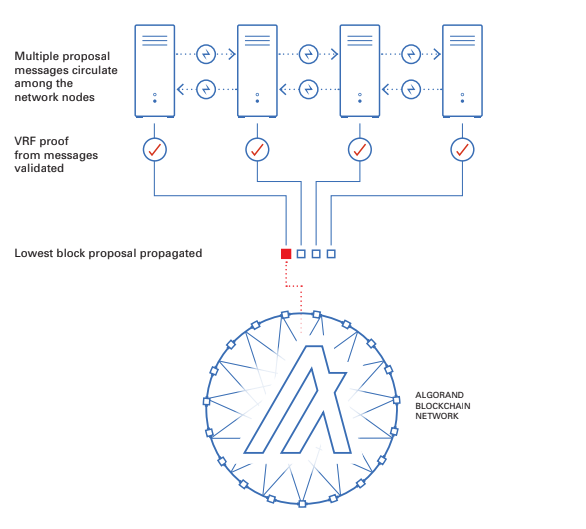 Multiple proposal
messages circulate
among the
network nodes
VRF proof
from messages
validated
Lowest block proposal propagated
ALGORAND
BLOCKCHAIN
NETWORK